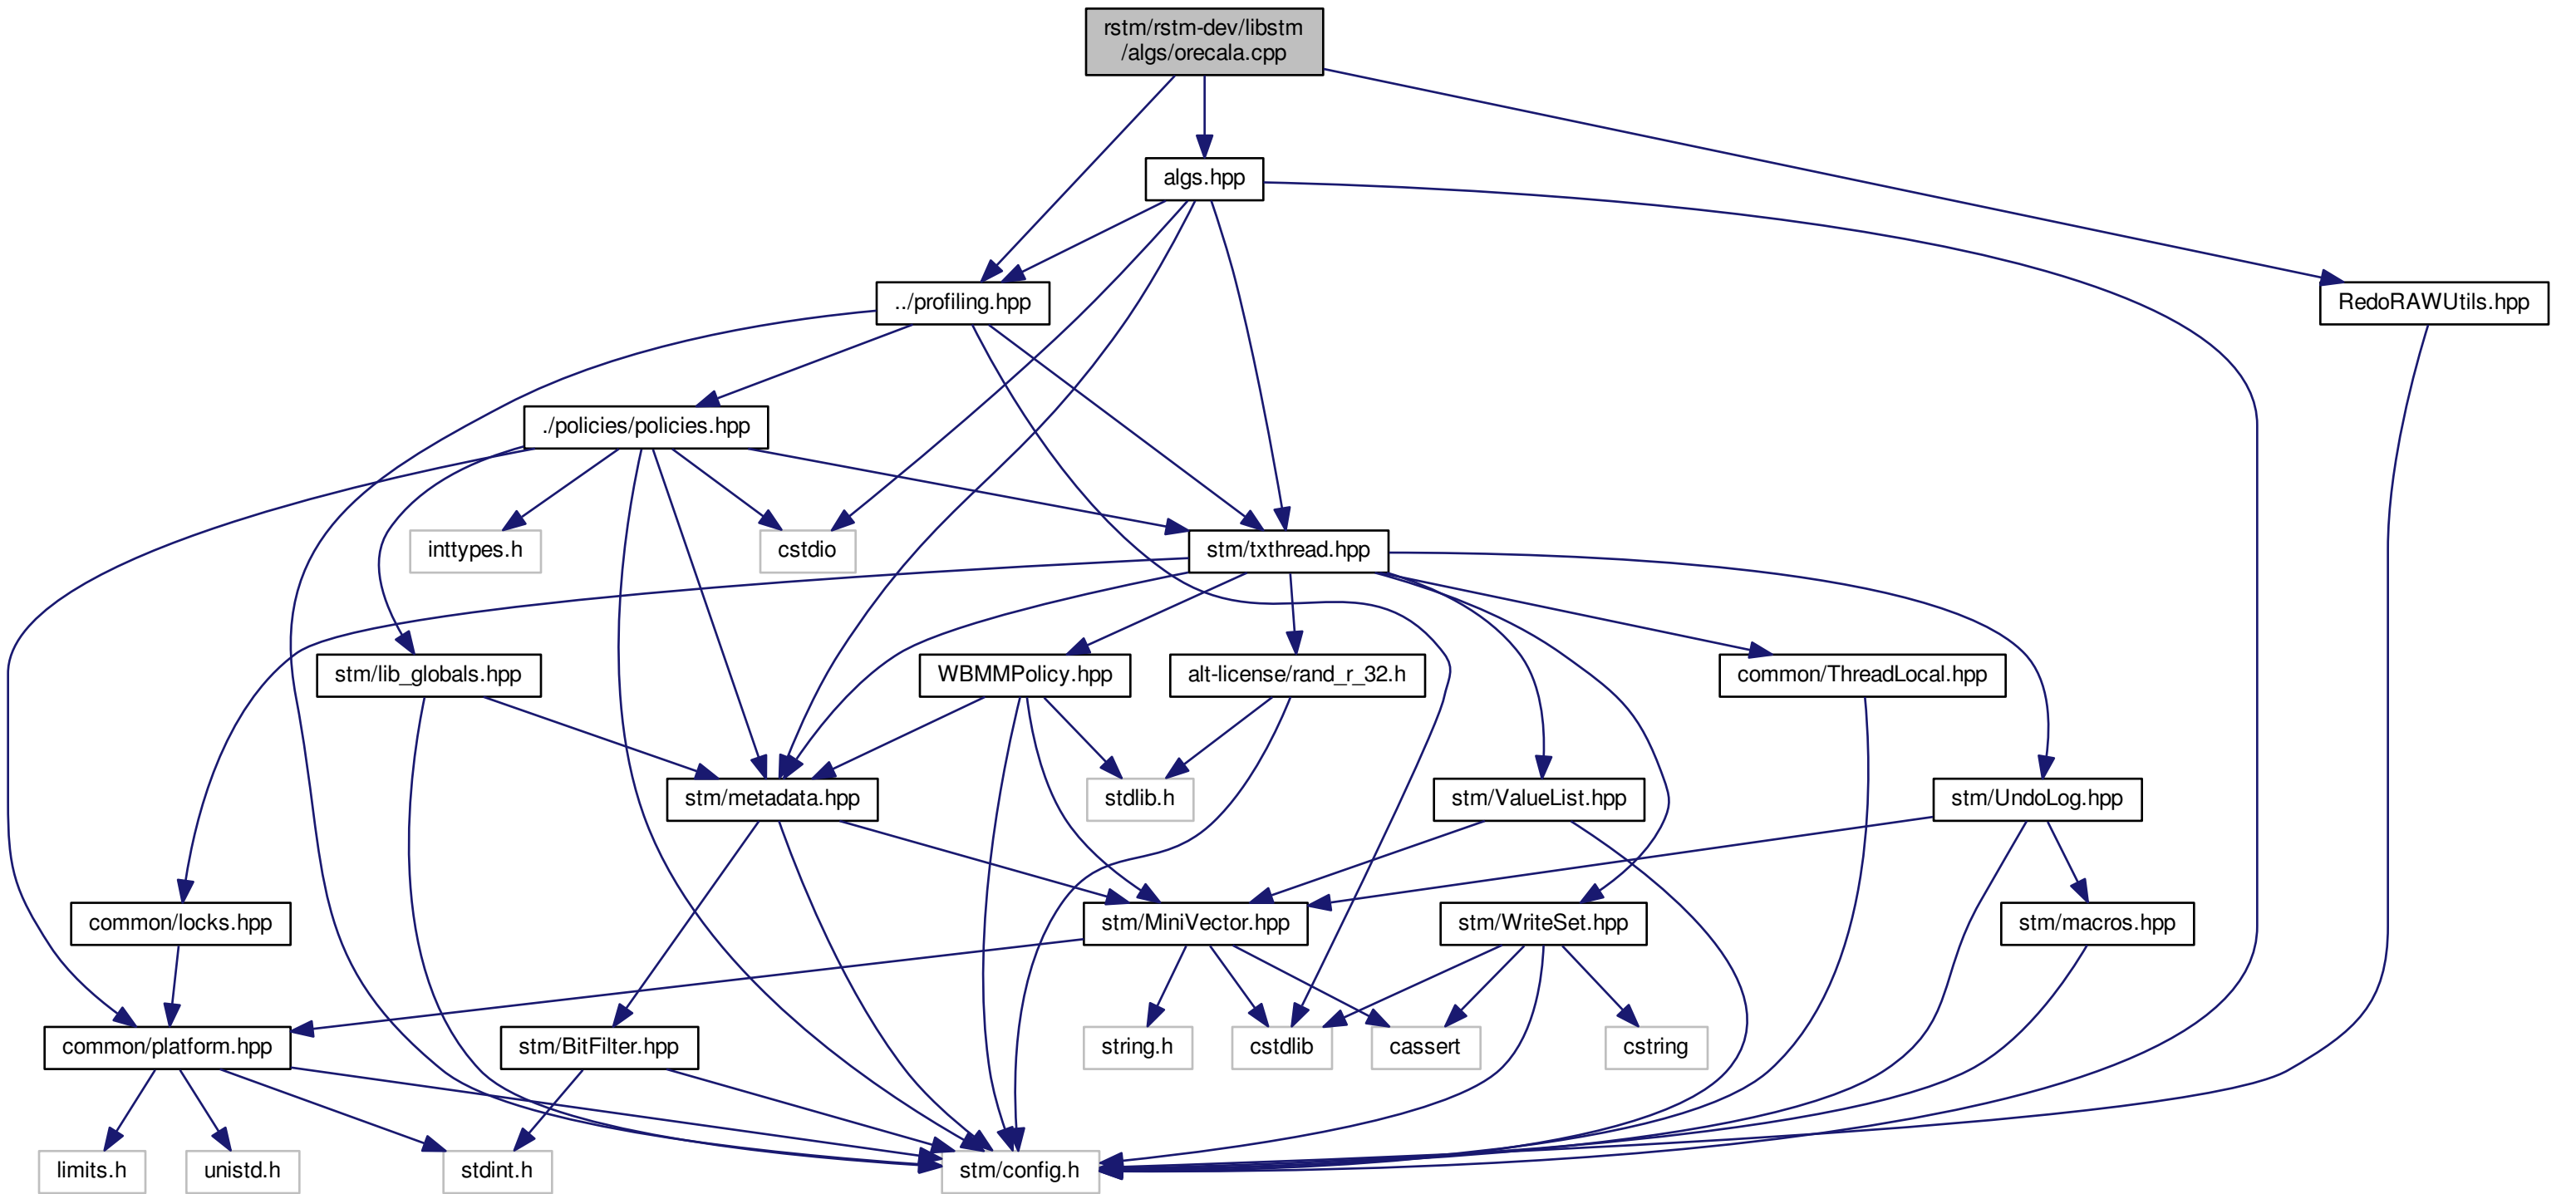 rstm/rstm-dev/libstm
/algs/orecala.cpp
algs.hpp
../profiling.hpp
RedoRAWUtils.hpp
./policies/policies.hpp
inttypes.h
cstdio
stm/txthread.hpp
stm/lib_globals.hpp
WBMMPolicy.hpp
alt-license/rand_r_32.h
common/ThreadLocal.hpp
stm/metadata.hpp
stdlib.h
stm/ValueList.hpp
stm/UndoLog.hpp
common/locks.hpp
stm/MiniVector.hpp
stm/WriteSet.hpp
stm/macros.hpp
common/platform.hpp
stm/BitFilter.hpp
string.h
cstdlib
cassert
cstring
limits.h
unistd.h
stdint.h
stm/config.h